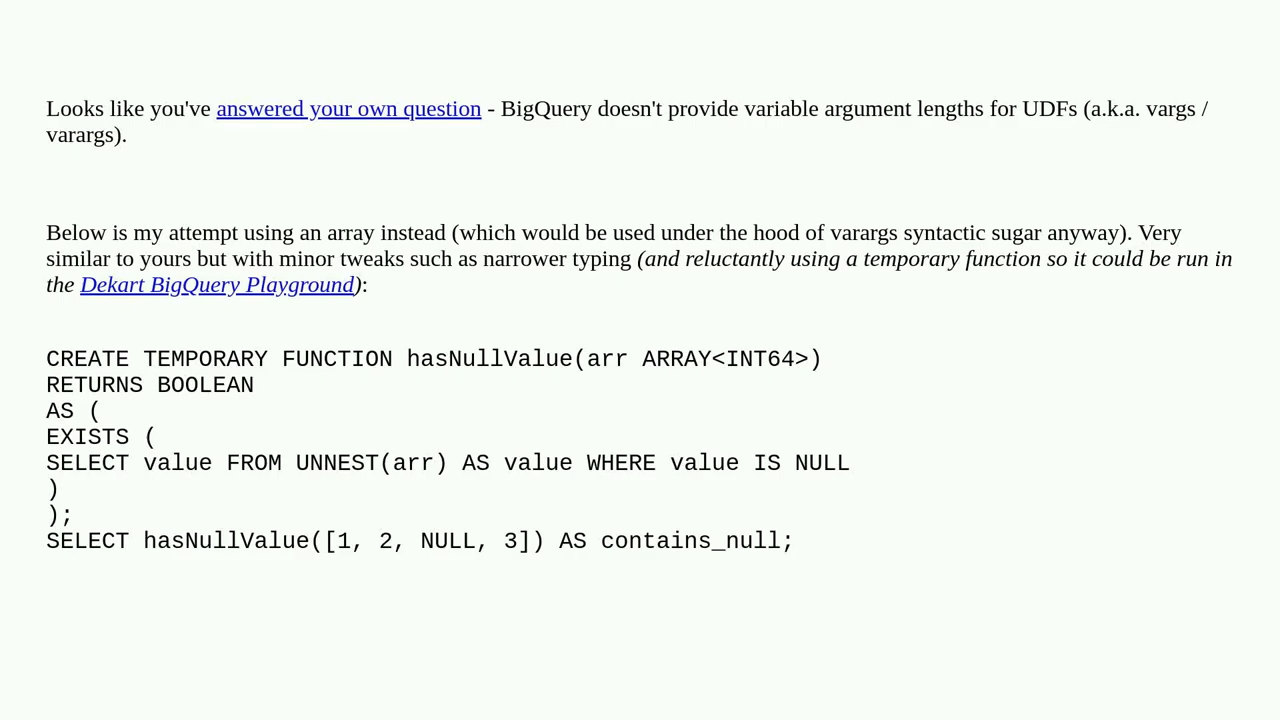 Looks like you've answered your own question - BigQuery doesn't provide variable argument lengths for UDFs (a.k.a. vargs /
varargs).
Below is my attempt using an array instead (which would be used under the hood of varargs syntactic sugar anyway). Very
similar to yours but with minor tweaks such as narrower typing (and reluctantly using a temporary function so it could be run in
the Dekart BigQuery Playground):
CREATE TEMPORARY FUNCTION hasNullValue(arr ARRAY<INT64>)
RETURNS BOOLEAN
AS (
EXISTS (
SELECT value FROM UNNEST(arr) AS value WHERE value IS NULL
)
);
SELECT hasNullValue([1, 2, NULL, 3]) AS contains_null;